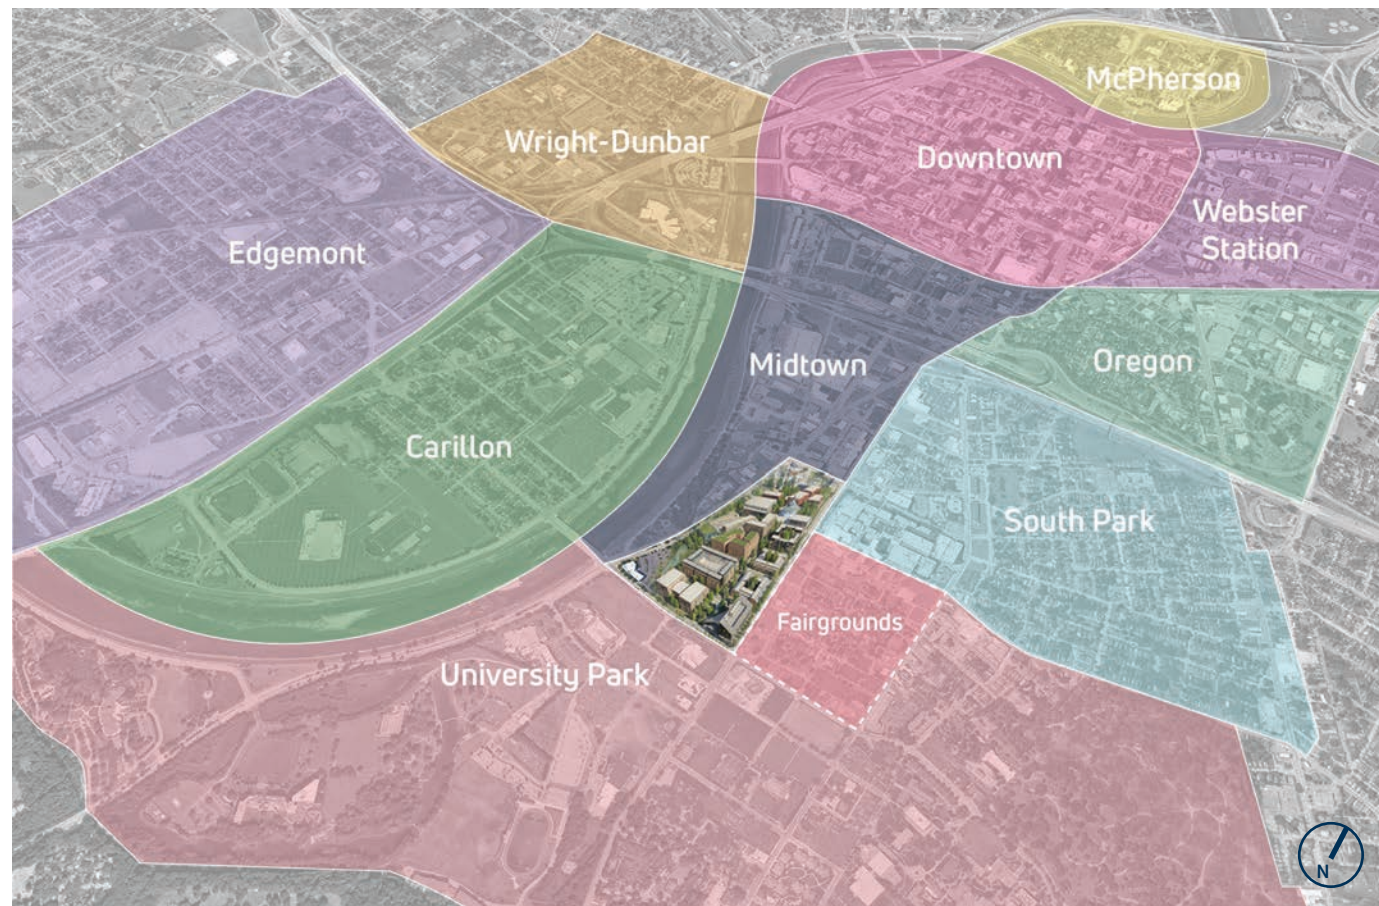 McPherson
Wright-Dunbar
Downtown
Webster
Station
Edgemont
Midtown
Oregon
Carillon
South Park
Fairgrounds
University Park
N